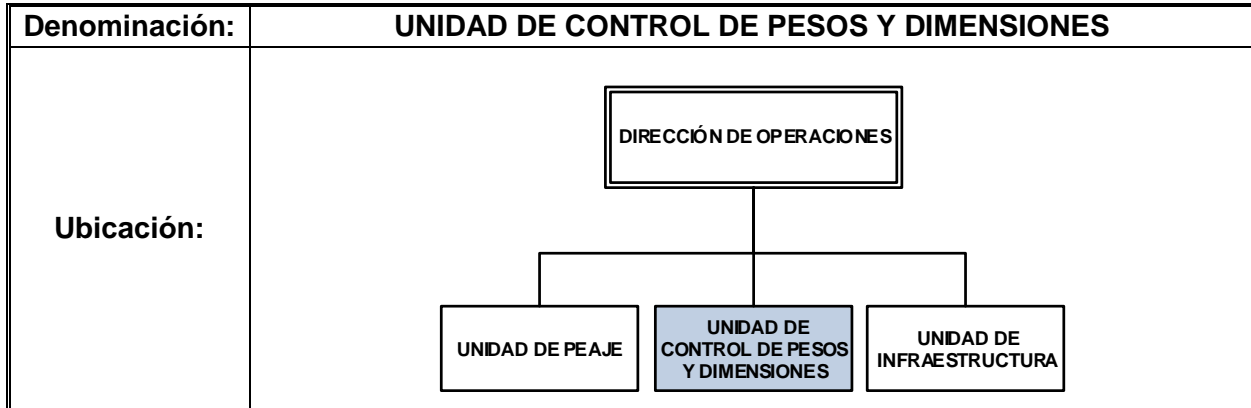 Denominación:
UNIDAD DE CONTROL DE PESOS Y DIMENSIONES
Ubicación:
DIRECCIÓN DE OPERACIONES
UNIDAD DE PEAJE
UNIDAD DE
CONTROL DE PESOS
Y DIMENSIONES
UNIDAD DE
INFRAESTRUCTURA